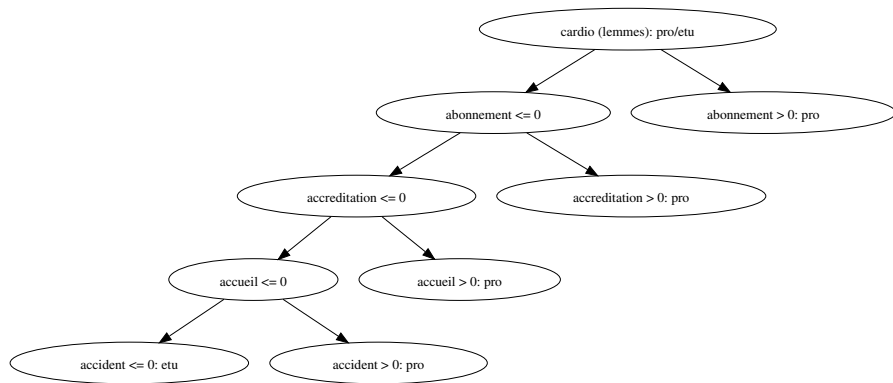 cardio (lemmes): pro/etu
abonnement <= 0
abonnement > 0: pro
accreditation <= 0
accreditation > 0: pro
accueil <= 0
accueil > 0: pro
accident <= 0: etu
accident > 0: pro